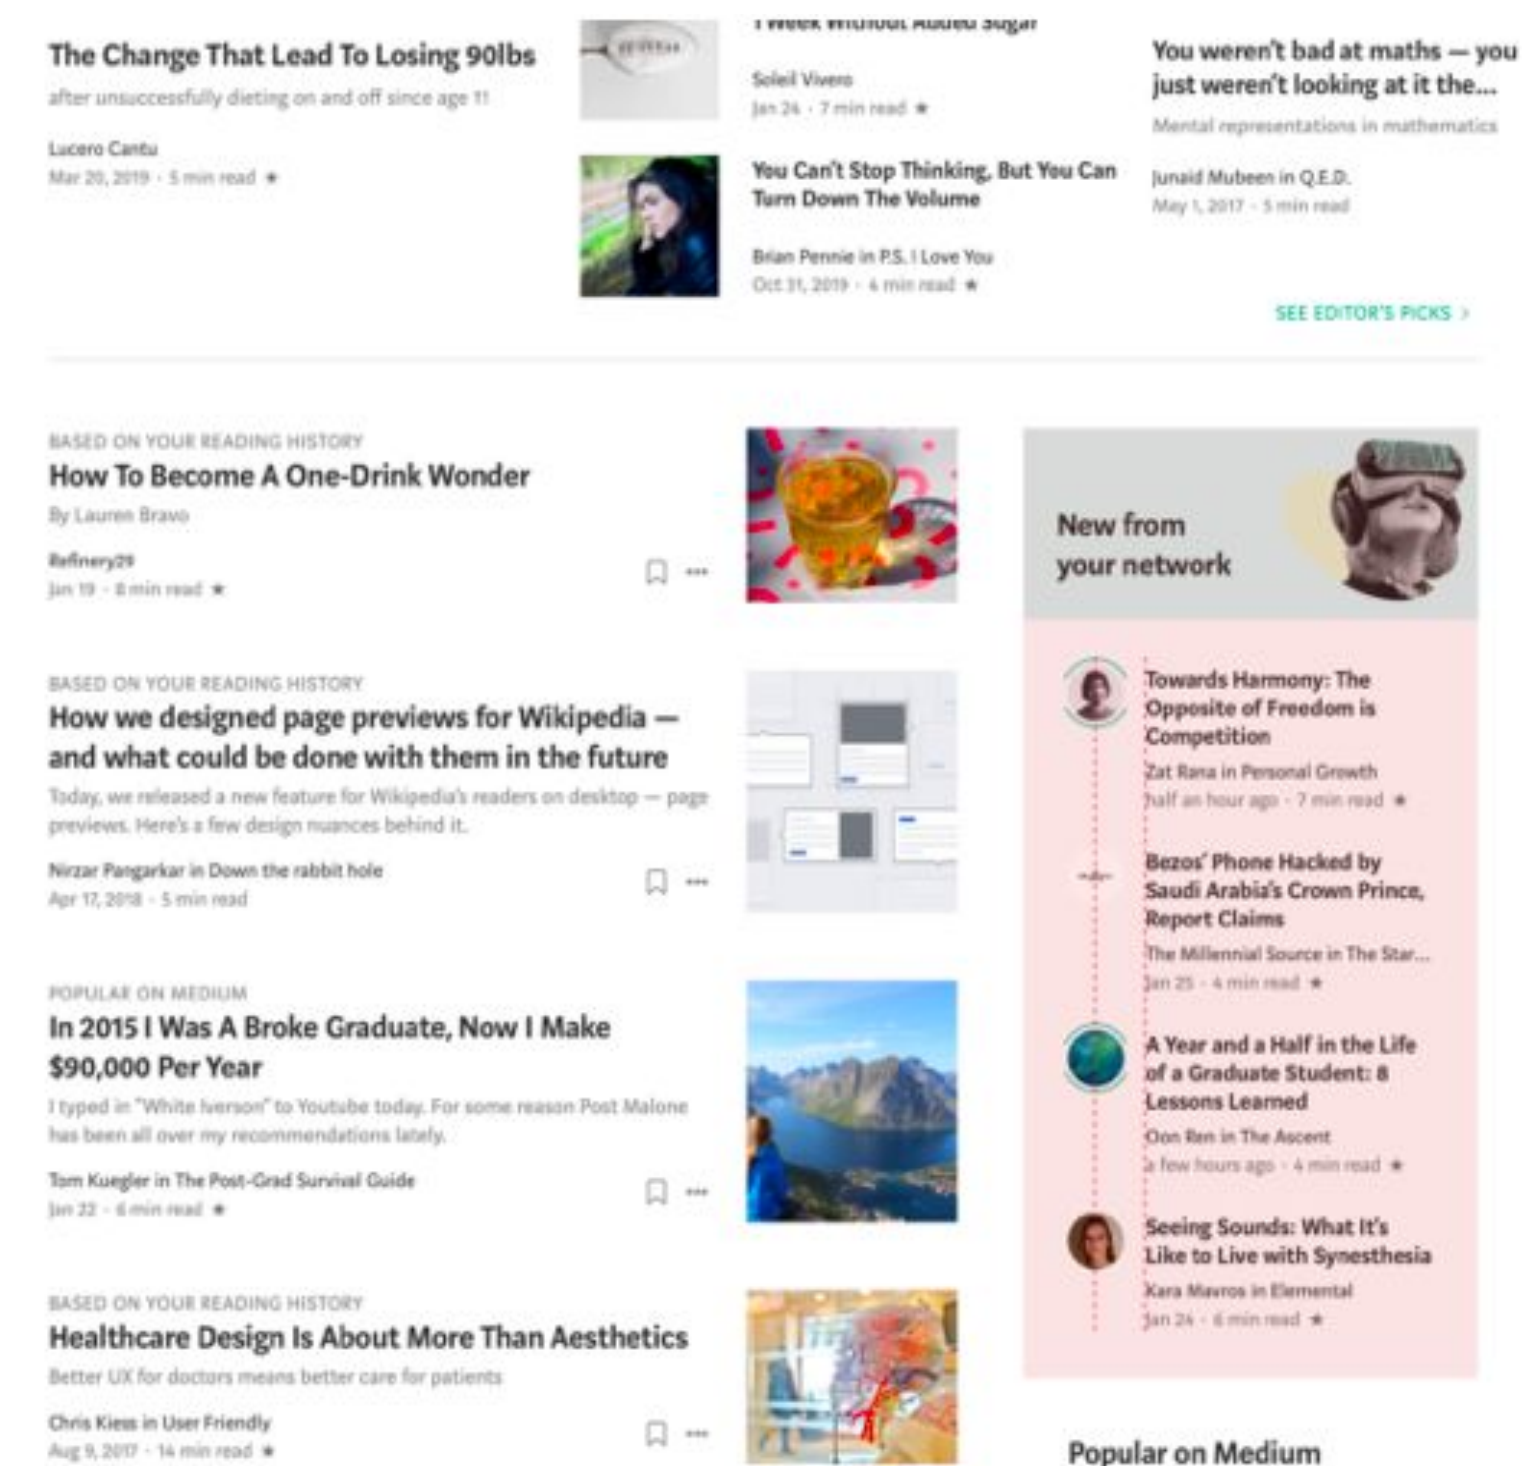 The Change That Lead To Losing 90lbs
after unsuccessfully dieting on and off since age 11
Lucero Cantu
Mar 20, 2019 · 5 min read ★
1 Week Without Added Sugar
Soleil Vivero
Jan 24 · 7 min read ★
You Can't Stop Thinking, But You Can
Turn Down The Volume
Brian Pennie in P.S. I Love You
Oct 31, 2019 · 4 min read ★
You weren't bad at maths — you
just weren't looking at it the...
Mental representations in mathematics
Junaid Mubeen in Q.E.D.
May 1, 2017 · 5 min read
SEE EDITOR'S PICKS >
BASED ON YOUR READING HISTORY
How To Become A One-Drink Wonder
By Lauren Bravo
Refinery29
Jan 19 · 8 min read ★
BASED ON YOUR READING HISTORY
How we designed page previews for Wikipedia —
and what could be done with them in the future
Today, we released a new feature for Wikipedia's readers on desktop — page
previews. Here's a few design nuances behind it.
Nirzar Pangarkar in Down the rabbit hole
Apr 17, 2018 · 5 min read
POPULAR ON MEDIUM
In 2015 I Was A Broke Graduate, Now I Make
$90,000 Per Year
I typed in "White Iverson" to Youtube today. For some reason Post Malone
has been all over my recommendations lately.
Tom Kuegler in The Post-Grad Survival Guide
Jan 22 · 6 min read ★
BASED ON YOUR READING HISTORY
Healthcare Design Is About More Than Aesthetics
Better UX for doctors means better care for patients
Chris Kiess in User Friendly
Aug 9, 2017 · 14 min read ★
New from
your network
Towards Harmony: The
Opposite of Freedom is
Competition
Zat Rana in Personal Growth
half an hour ago · 7 min read ★
Bezos' Phone Hacked by
Saudi Arabia's Crown Prince,
Report Claims
The Millennial Source in The Star...
Jan 25 · 4 min read ★
A Year and a Half in the Life
of a Graduate Student: 8
Lessons Learned
Oon Ren in The Ascent
a few hours ago · 4 min read ★
Seeing Sounds: What It's
Like to Live with Synesthesia
Kara Mavros in Elemental
Jan 24 · 6 min read ★
Popular on Medium